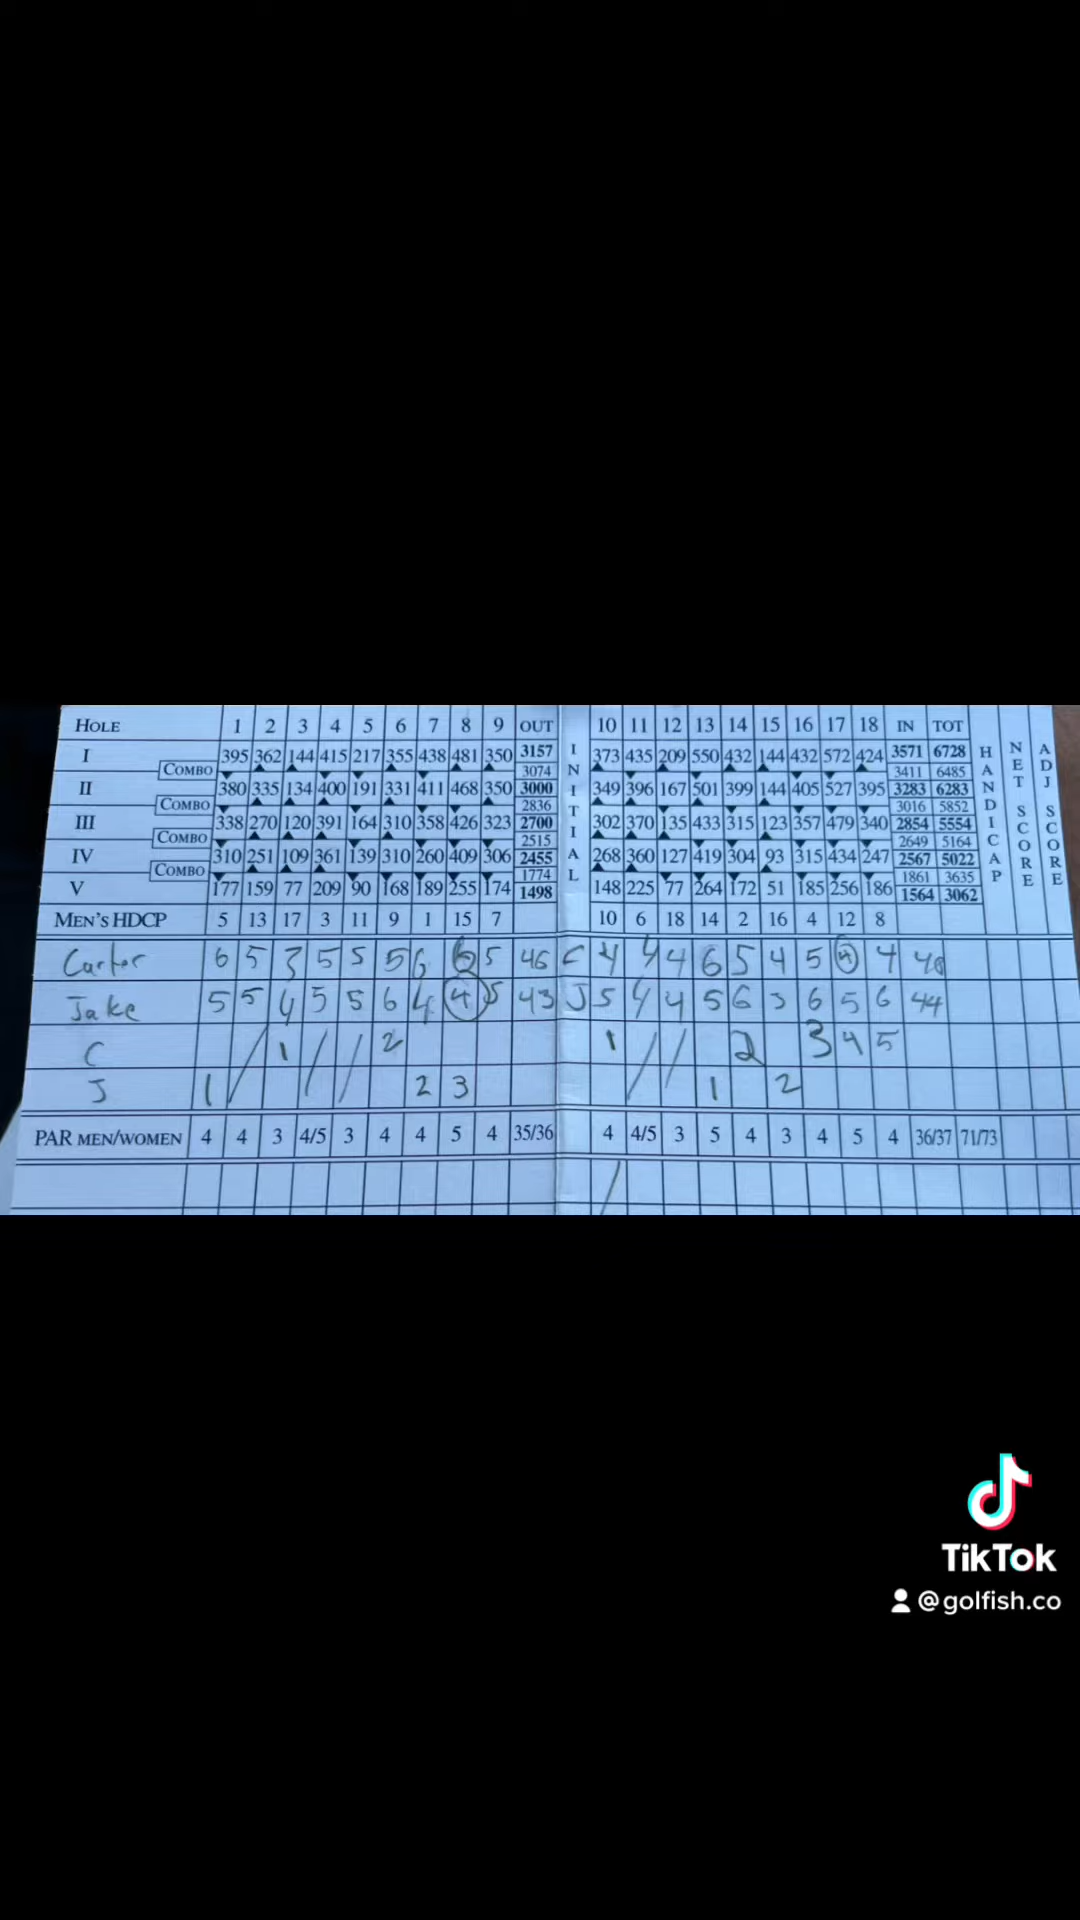 HOLE 1 2 3 4 5 6 7 8 9 OUT INITIAL 10 11 12 13 14 15 16 17 18 IN TOT HANDICAP NET SCORE ADJ SCORE
I 395 362 144 415 217 355 438 481 350 3157 373 435 209 550 432 144 432 572 424 3571 6728
COMBO 3074 3411 6485
II 380 335 134 400 191 331 411 468 350 3000 349 396 167 501 399 144 405 527 395 3283 6283
COMBO 2836 3016 5852
III 338 270 120 391 164 310 358 426 323 2700 302 370 135 433 315 123 357 479 340 2854 5554
COMBO 2515 2649 5164
IV 310 251 109 361 139 310 260 409 306 2455 268 360 127 419 304 93 315 434 247 2567 5022
COMBO 1774 1861 3635
V 177 159 77 209 90 168 189 255 174 1498 148 225 77 264 172 51 185 256 186 1564 3062
MEN'S HDCP 5 13 17 3 11 9 1 15 7 10 6 18 14 2 16 4 12 8
Carter 6 5 3 5 5 5 6 6 5 46 C 4 4 4 6 5 4 5 4 4 40
Jake 5 5 4 5 5 6 4 4 5 43 J 5 4 4 5 6 3 6 5 6 44
C / 1 / / 2 1 / / 2 3 4 5
J 1 2 3 1 2
PAR MEN/WOMEN 4 4 3 4/5 3 4 4 5 4 35/36 4 4/5 3 5 4 3 4 5 4 36/37 71/73
/
TikTok
@golfish.co